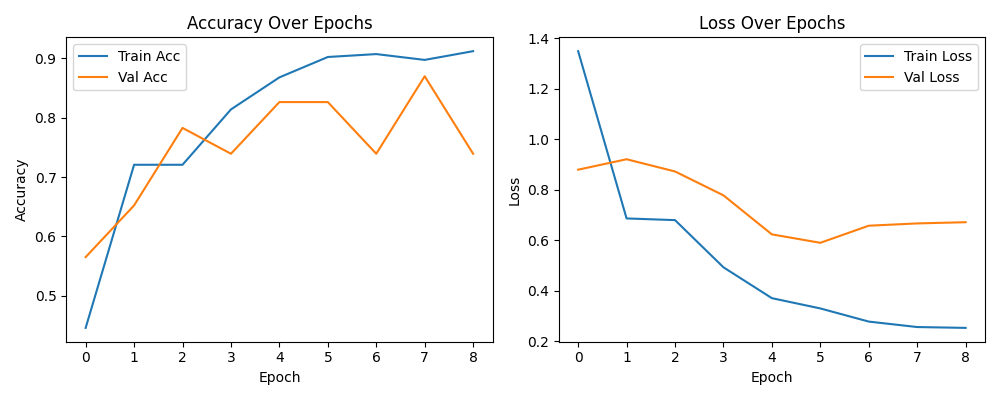 Accuracy Over Epochs
Train Acc
Val Acc
0.9
0.8
0.7
0.6
0.5
Accuracy
0 1 2 3 4 5 6 7 8
Epoch
Loss Over Epochs
Train Loss
Val Loss
1.4
1.2
1.0
0.8
0.6
0.4
0.2
Loss
0 1 2 3 4 5 6 7 8
Epoch